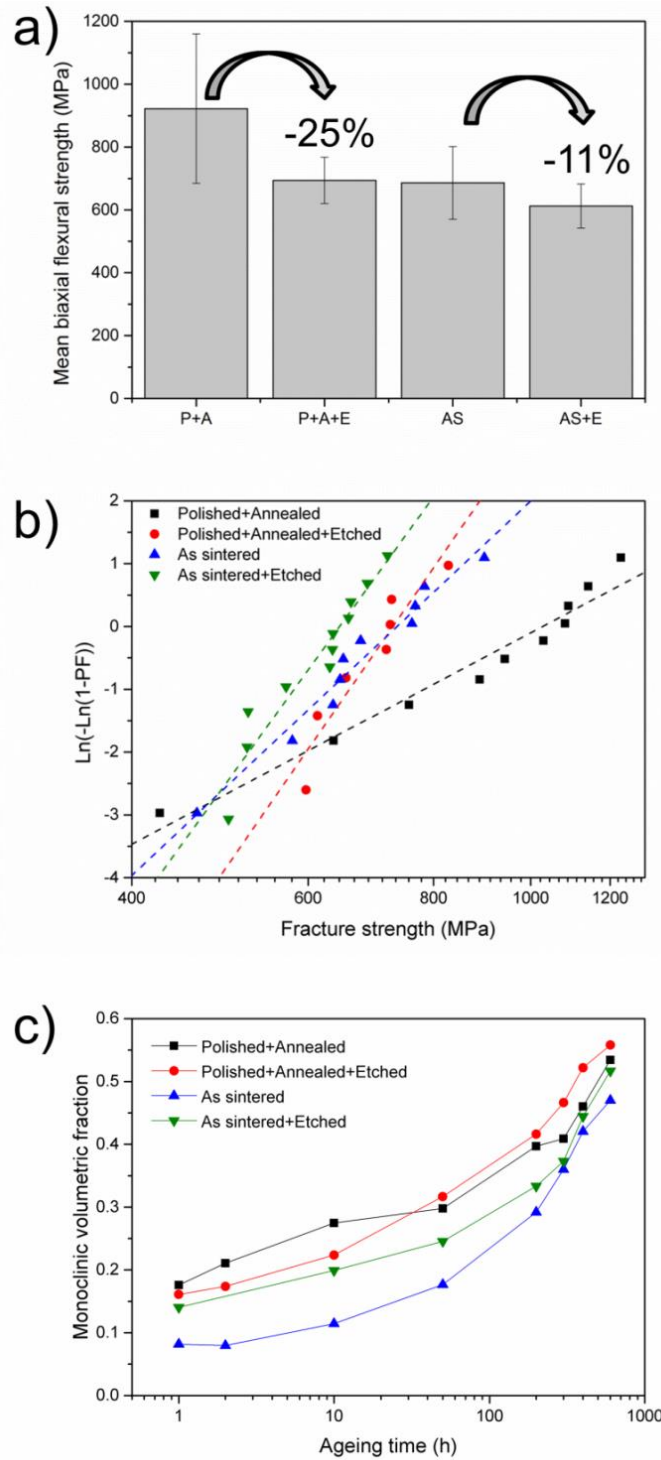 a)
1200
1000
800
600
400
200
0
Mean biaxial flexural strength (MPa)
-25%
-11%
P+A
P+A+E
AS
AS+E
b)
2
1
0
-1
-2
-3
-4
Ln(-Ln(1-PF))
Polished+Annealed
Polished+Annealed+Etched
As sintered
As sintered+Etched
400
600
800
1000
1200
Fracture strength (MPa)
c)
0.6
0.5
0.4
0.3
0.2
0.1
0.0
Monoclinic volumetric fraction
Polished+Annealed
Polished+Annealed+Etched
As sintered
As sintered+Etched
1
10
100
1000
Ageing time (h)